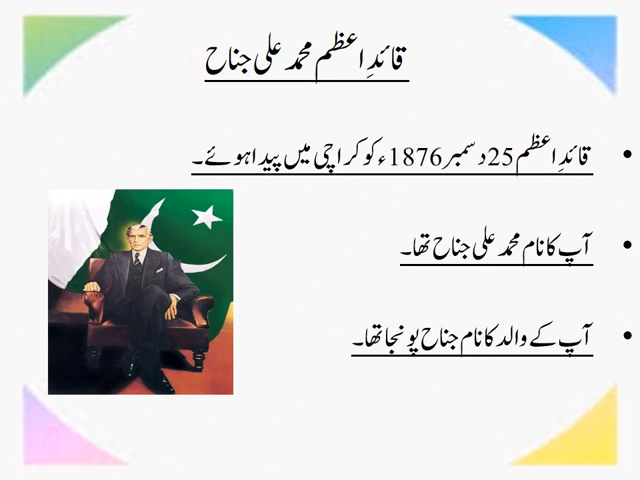 قائدِ اعظم محمد علی جناح
• قائدِ اعظم 25 دسمبر 1876ء کو کراچی میں پیدا ہوئے۔
• آپ کا نام محمد علی جناح تھا۔
• آپ کے والد کا نام جناح پونجا تھا۔